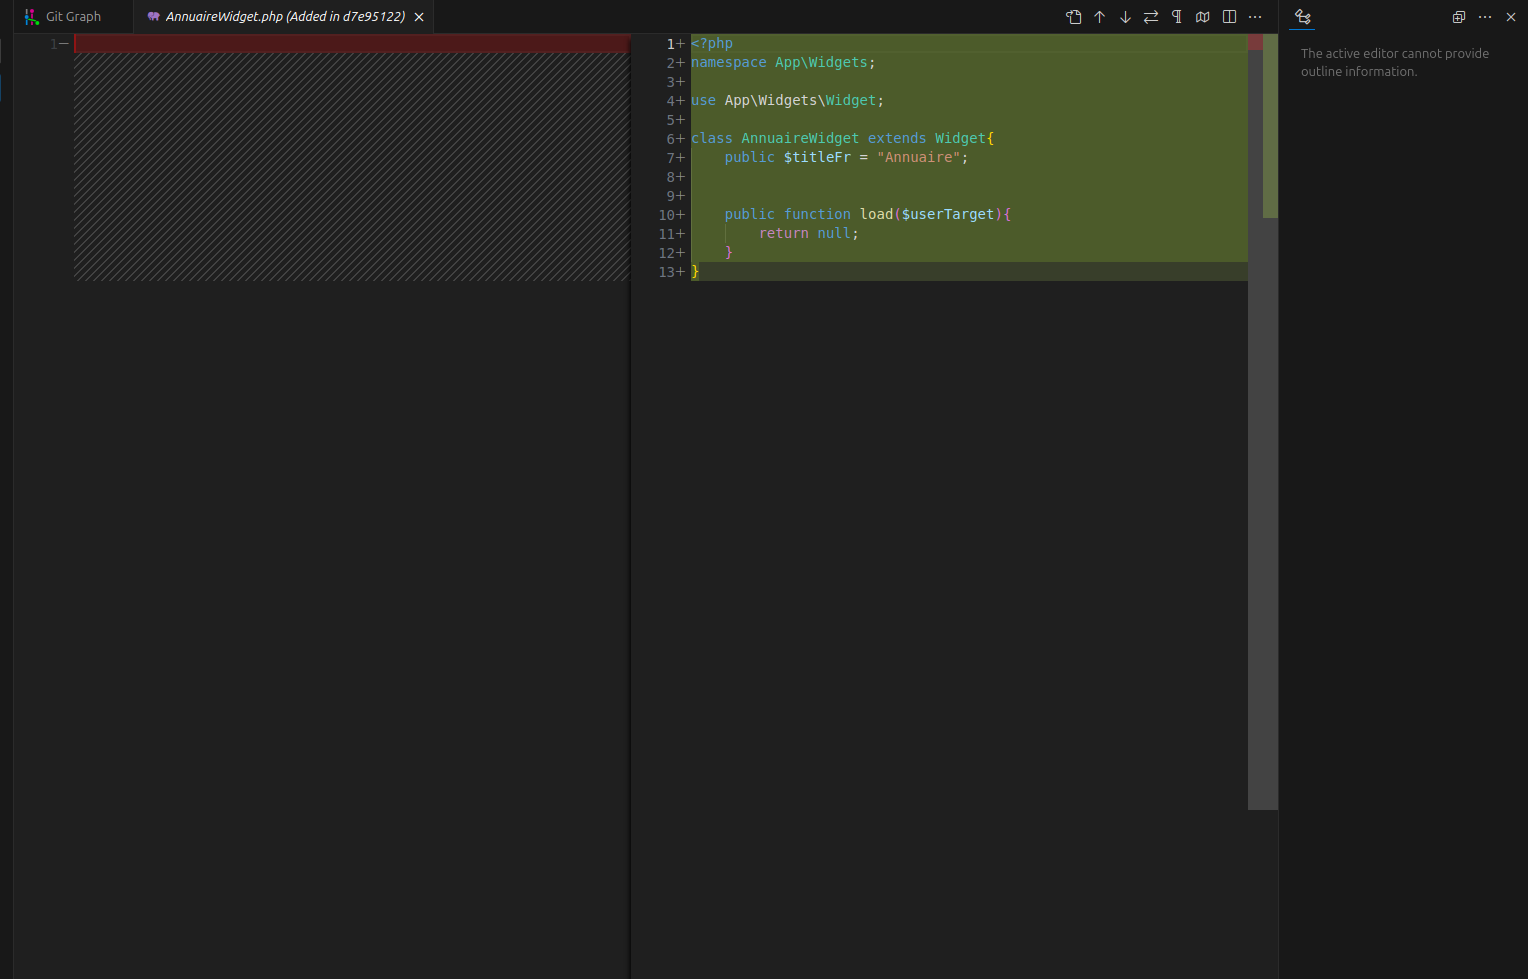 Git Graph
AnnuaireWidget.php (Added in d7e95122)
The active editor cannot provide
outline information.
1−
1+ <?php
2+ namespace App\Widgets;
3+
4+ use App\Widgets\Widget;
5+
6+ class AnnuaireWidget extends Widget{
7+     public $titleFr = "Annuaire";
8+
9+
10+     public function load($userTarget){
11+         return null;
12+     }
13+ }